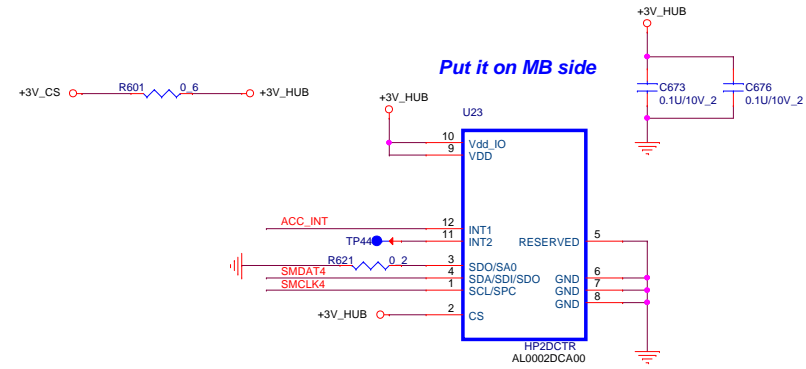 +3V_HUB
Put it on MB side
+3V_CS
R601
0_6
+3V_HUB
C673
0.1U/10V_2
C676
0.1U/10V_2
+3V_HUB
U23
10
Vdd_IO
9
VDD
ACC_INT
12
INT1
TP44
11
INT2
RESERVED
5
R621
0_2
3
SDO/SA0
SMDAT4
4
SDA/SDI/SDO
GND
6
SMCLK4
1
SCL/SPC
GND
7
GND
8
+3V_HUB
2
CS
HP2DCTR
AL0002DCA00